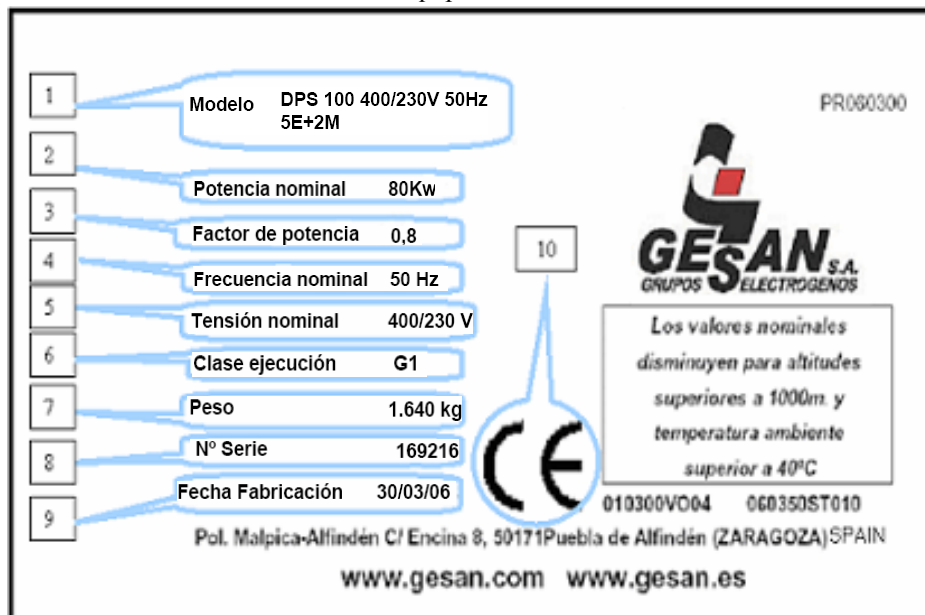 1
Modelo DPS 100 400/230V 50Hz
5E+2M
PR060300
2
Potencia nominal 80Kw
3
Factor de potencia 0,8
4
Frecuencia nominal 50 Hz
5
Tensión nominal 400/230 V
6
Clase ejecución G1
7
Peso 1.640 kg
8
Nº Serie 169216
9
Fecha Fabricación 30/03/06
10
CE
GESAN S.A.
GRUPOS ELECTROGENOS
Los valores nominales
disminuyen para altitudes
superiores a 1000m. y
temperatura ambiente
superior a 40ºC
010300VO04 060350ST010
Pol. Malpica-Alfindén C/ Encina 8, 50171Puebla de Alfindén (ZARAGOZA) SPAIN
www.gesan.com www.gesan.es